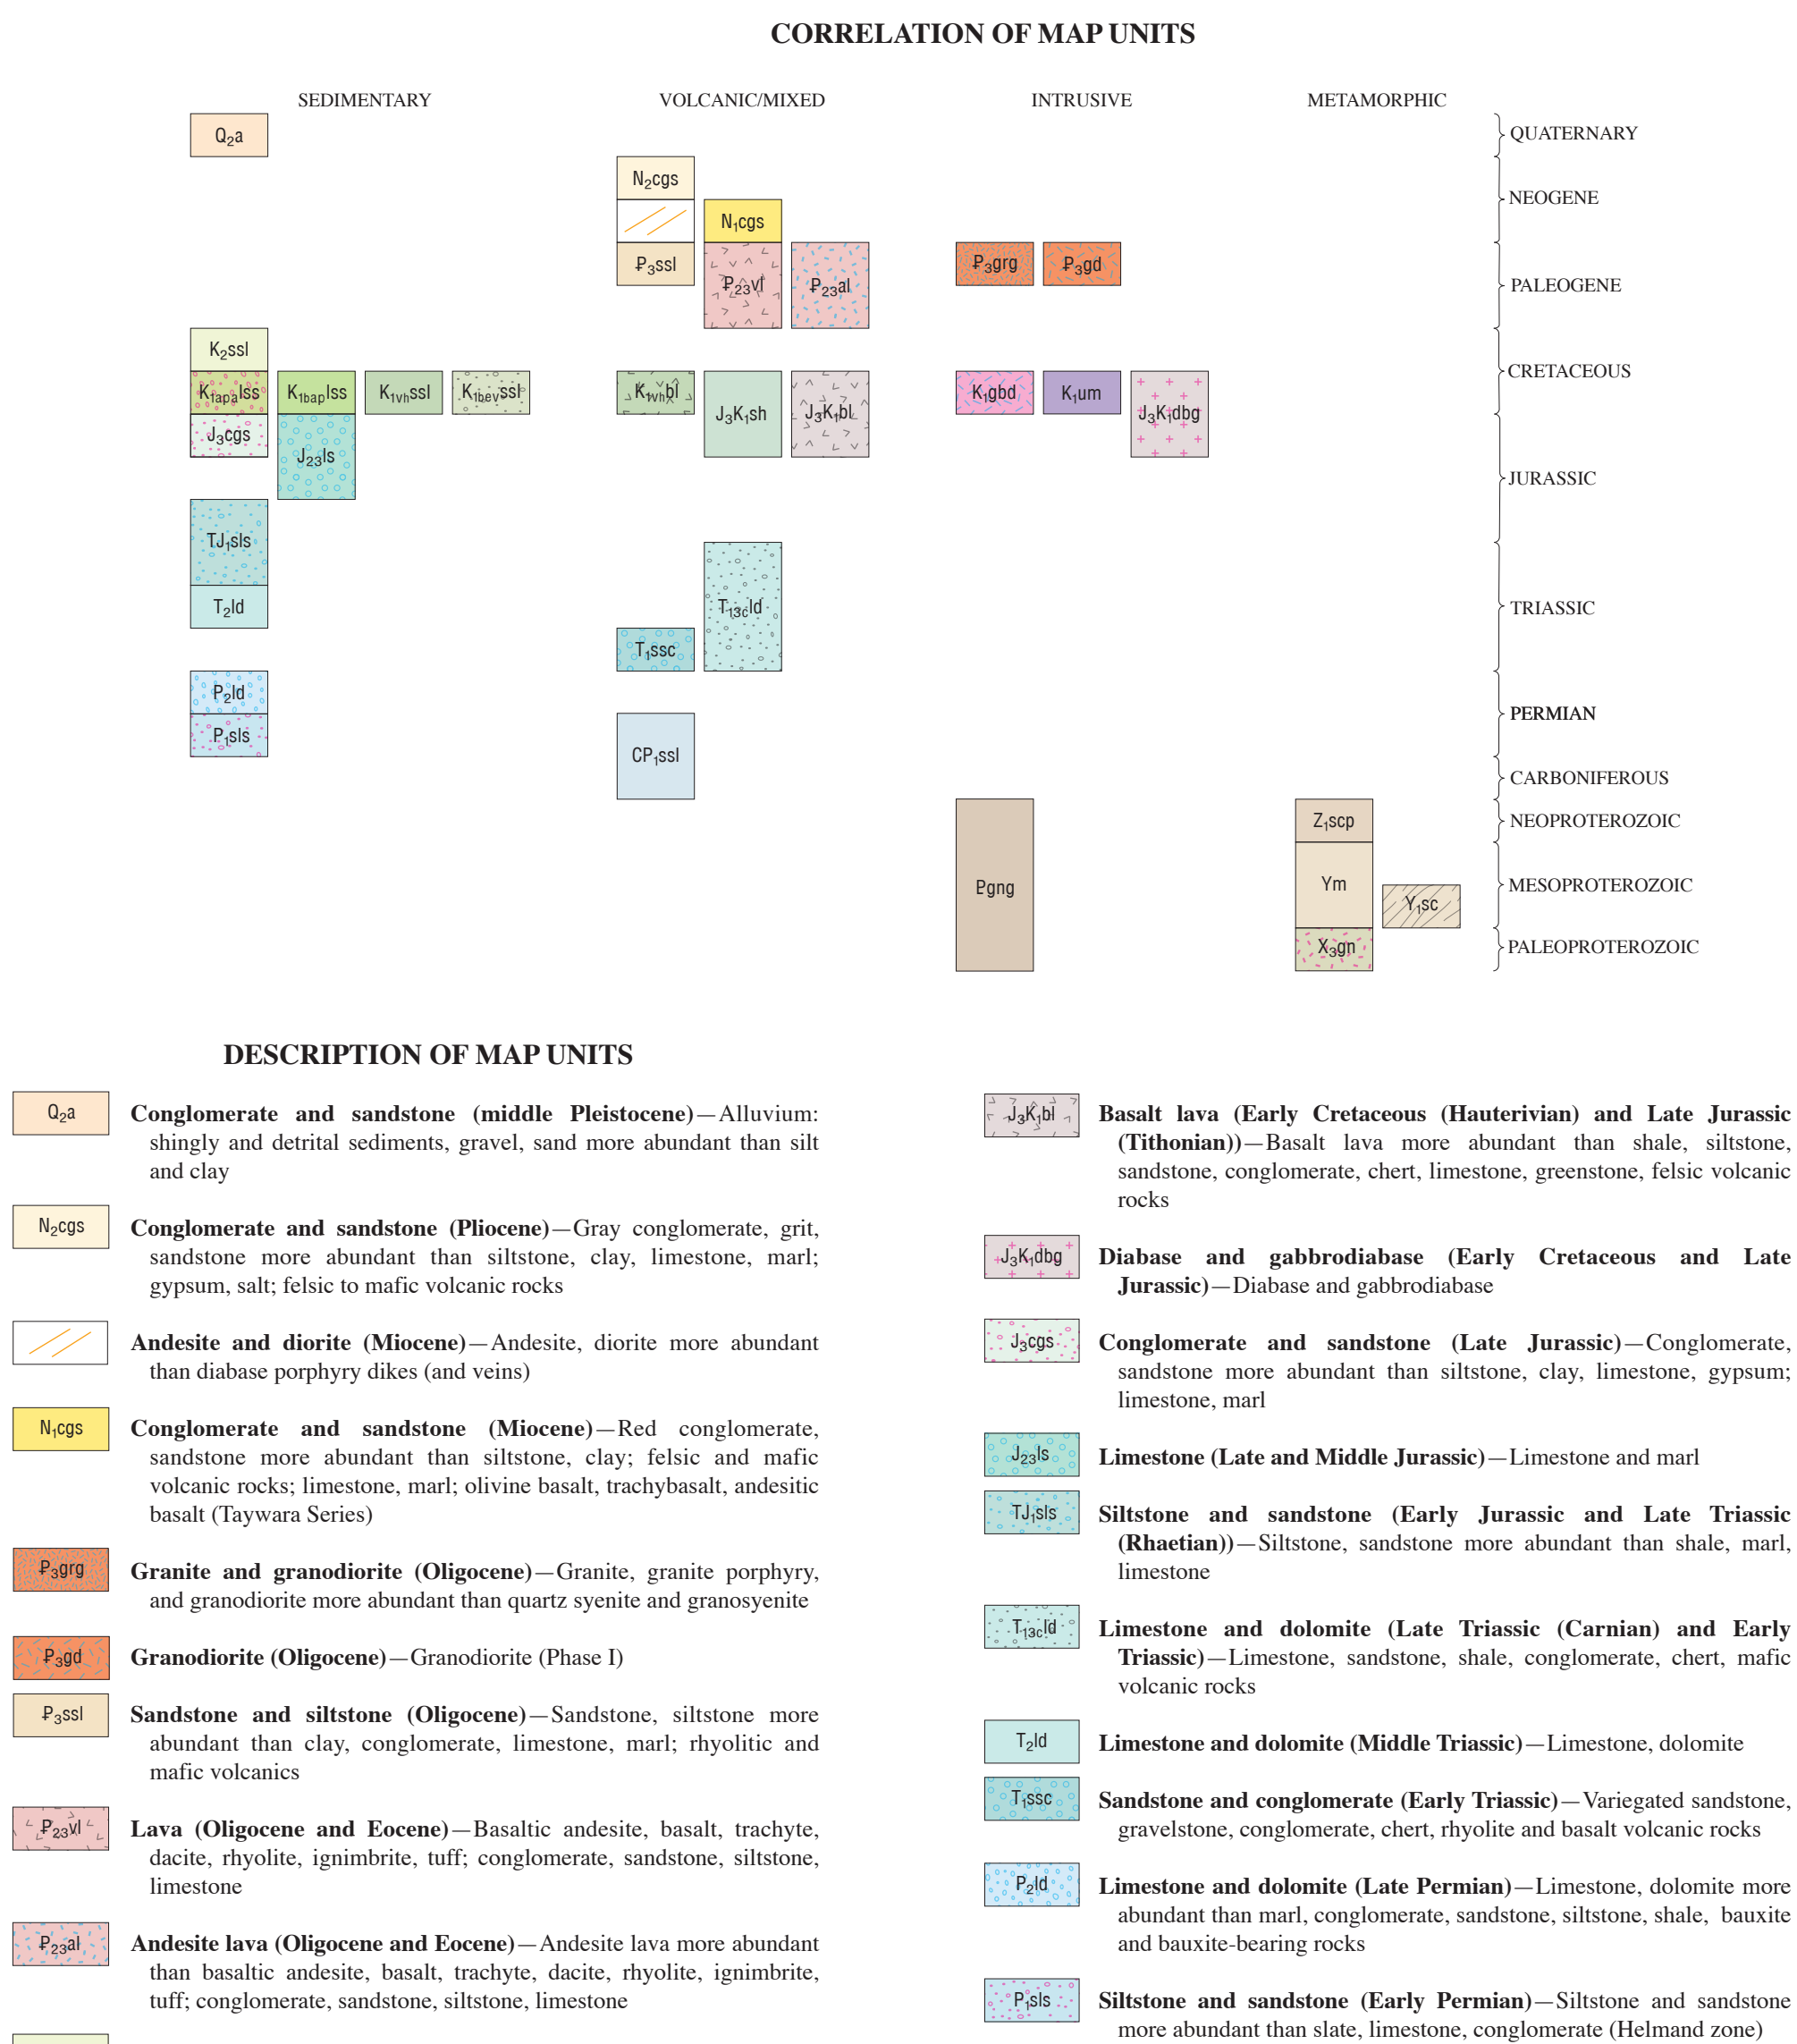 CORRELATION OF MAP UNITS
SEDIMENTARY VOLCANIC/MIXED INTRUSIVE METAMORPHIC
Q2a
QUATERNARY
N2cgs
NEOGENE
N1cgs
P3ssl P23vl P23al P3grg P3gd
PALEOGENE
K2ssl
CRETACEOUS
K1apalss K1baplss K1vhssl K1bevssl K1vhbl J3K1sh J3K1bl K1gbd K1um J3K1dbg
J3cgs J23ls
JURASSIC
TJ1sls
T2ld T13cld
TRIASSIC
T1ssc
P2ld
PERMIAN
P1sls
CP1ssl
CARBONIFEROUS
Z1scp
NEOPROTEROZOIC
Pgng Ym
MESOPROTEROZOIC
Y1sc
X3gn
PALEOPROTEROZOIC
DESCRIPTION OF MAP UNITS
Q2a
Conglomerate and sandstone (middle Pleistocene)—Alluvium:
shingly and detrital sediments, gravel, sand more abundant than silt
and clay
N2cgs
Conglomerate and sandstone (Pliocene)—Gray conglomerate, grit,
sandstone more abundant than siltstone, clay, limestone, marl;
gypsum, salt; felsic to mafic volcanic rocks
Andesite and diorite (Miocene)—Andesite, diorite more abundant
than diabase porphyry dikes (and veins)
N1cgs
Conglomerate and sandstone (Miocene)—Red conglomerate,
sandstone more abundant than siltstone, clay; felsic and mafic
volcanic rocks; limestone, marl; olivine basalt, trachybasalt, andesitic
basalt (Taywara Series)
P3grg
Granite and granodiorite (Oligocene)—Granite, granite porphyry,
and granodiorite more abundant than quartz syenite and granosyenite
P3gd
Granodiorite (Oligocene)—Granodiorite (Phase I)
P3ssl
Sandstone and siltstone (Oligocene)—Sandstone, siltstone more
abundant than clay, conglomerate, limestone, marl; rhyolitic and
mafic volcanics
P23vl
Lava (Oligocene and Eocene)—Basaltic andesite, basalt, trachyte,
dacite, rhyolite, ignimbrite, tuff; conglomerate, sandstone, siltstone,
limestone
P23al
Andesite lava (Oligocene and Eocene)—Andesite lava more abundant
than basaltic andesite, basalt, trachyte, dacite, rhyolite, ignimbrite,
tuff; conglomerate, sandstone, siltstone, limestone
J3K1bl
Basalt lava (Early Cretaceous (Hauterivian) and Late Jurassic
(Tithonian))—Basalt lava more abundant than shale, siltstone,
sandstone, conglomerate, chert, limestone, greenstone, felsic volcanic
rocks
J3K1dbg
Diabase and gabbrodiabase (Early Cretaceous and Late
Jurassic)—Diabase and gabbrodiabase
J3cgs
Conglomerate and sandstone (Late Jurassic)—Conglomerate,
sandstone more abundant than siltstone, clay, limestone, gypsum;
limestone, marl
J23ls
Limestone (Late and Middle Jurassic)—Limestone and marl
TJ1sls
Siltstone and sandstone (Early Jurassic and Late Triassic
(Rhaetian))—Siltstone, sandstone more abundant than shale, marl,
limestone
T13cld
Limestone and dolomite (Late Triassic (Carnian) and Early
Triassic)—Limestone, sandstone, shale, conglomerate, chert, mafic
volcanic rocks
T2ld
Limestone and dolomite (Middle Triassic)—Limestone, dolomite
T1ssc
Sandstone and conglomerate (Early Triassic)—Variegated sandstone,
gravelstone, conglomerate, chert, rhyolite and basalt volcanic rocks
P2ld
Limestone and dolomite (Late Permian)—Limestone, dolomite more
abundant than marl, conglomerate, sandstone, siltstone, shale, bauxite
and bauxite-bearing rocks
P1sls
Siltstone and sandstone (Early Permian)—Siltstone and sandstone
more abundant than slate, limestone, conglomerate (Helmand zone)